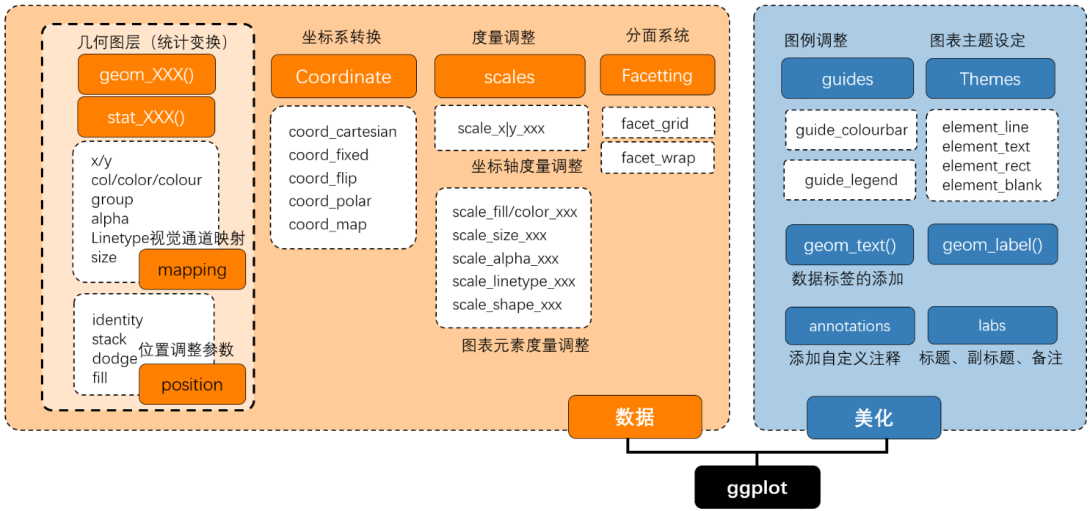 几何图层（统计变换）
geom_XXX()
stat_XXX()
x/y
col/color/colour
group
alpha
Linetype视觉通道映射
size
mapping
identity
stack
dodge
位置调整参数
fill
position
坐标系转换
Coordinate
coord_cartesian
coord_fixed
coord_flip
coord_polar
coord_map
度量调整
scales
scale_x|y_xxx
坐标轴度量调整
scale_fill/color_xxx
scale_size_xxx
scale_alpha_xxx
scale_linetype_xxx
scale_shape_xxx
图表元素度量调整
分面系统
Facetting
facet_grid
facet_wrap
数据
图例调整
guides
guide_colourbar
guide_legend
图表主题设定
Themes
element_line
element_text
element_rect
element_blank
geom_text()
geom_label()
数据标签的添加
annotations
labs
添加自定义注释
标题、副标题、备注
美化
ggplot